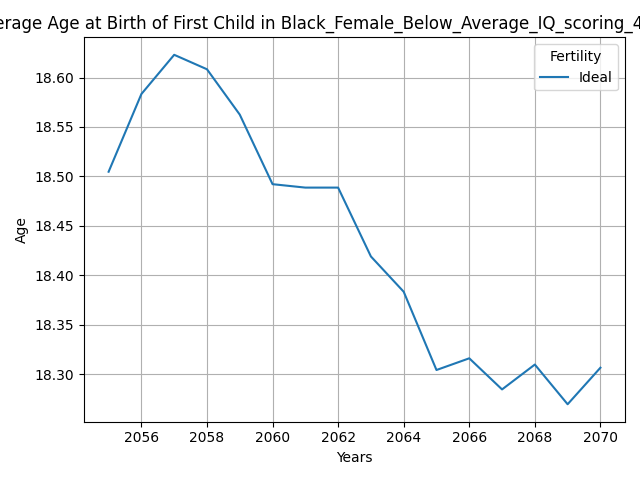 erage Age at Birth of First Child in Black_Female_Below_Average_IQ_scoring_4
Fertility
Ideal
18.60
18.55
18.50
18.45
18.40
18.35
18.30
Age
2056 2058 2060 2062 2064 2066 2068 2070
Years